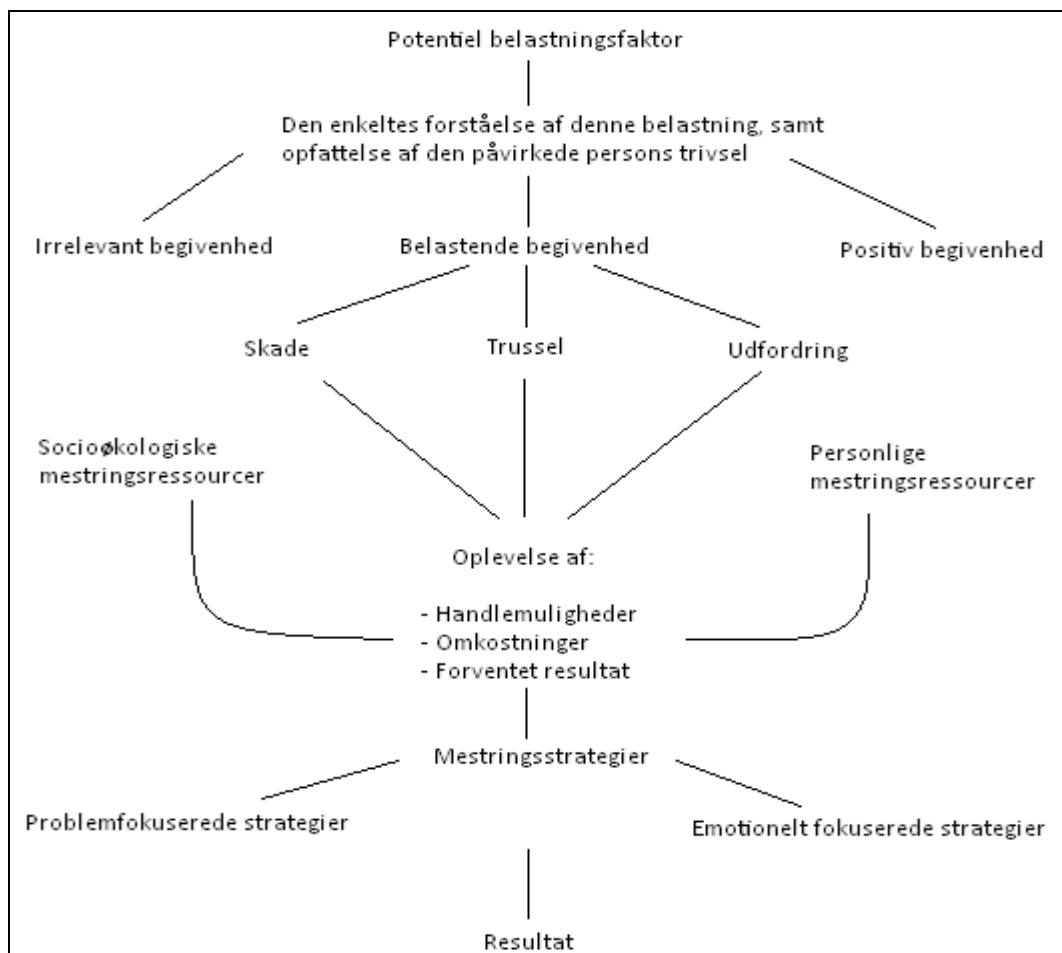 Potentiel belastningsfaktor
Den enkeltes forståelse af denne belastning, samt
opfattelse af den påvirkede persons trivsel
Irrelevant begivenhed
Belastende begivenhed
Positiv begivenhed
Skade
Trussel
Udfordring
Socioøkologiske
mestringsressourcer
Personlige
mestringsressourcer
Oplevelse af:
- Handlemuligheder
- Omkostninger
- Forventet resultat
Mestringsstrategier
Problemfokuserede strategier
Emotionelt fokuserede strategier
Resultat